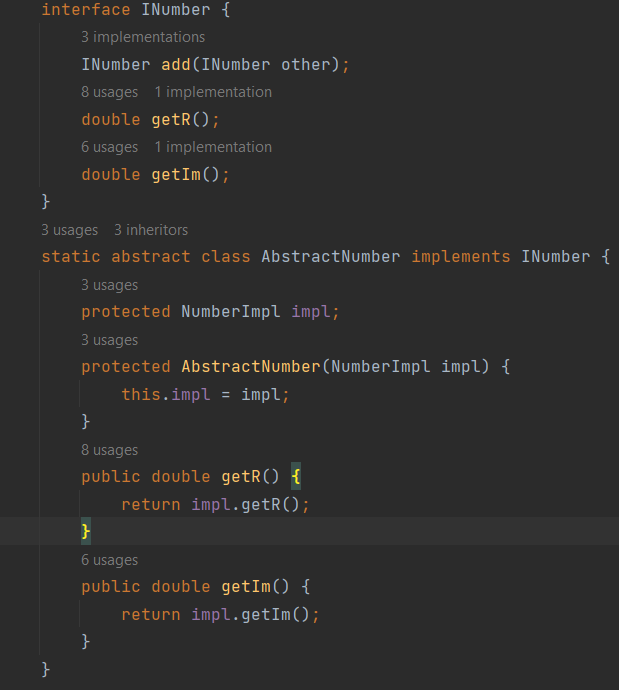 interface INumber {
3 implementations
INumber add(INumber other);
8 usages 1 implementation
double getR();
6 usages 1 implementation
double getIm();
}
3 usages 3 inheritors
static abstract class AbstractNumber implements INumber {
3 usages
protected NumberImpl impl;
3 usages
protected AbstractNumber(NumberImpl impl) {
this.impl = impl;
}
8 usages
public double getR() {
return impl.getR();
}
6 usages
public double getIm() {
return impl.getIm();
}
}